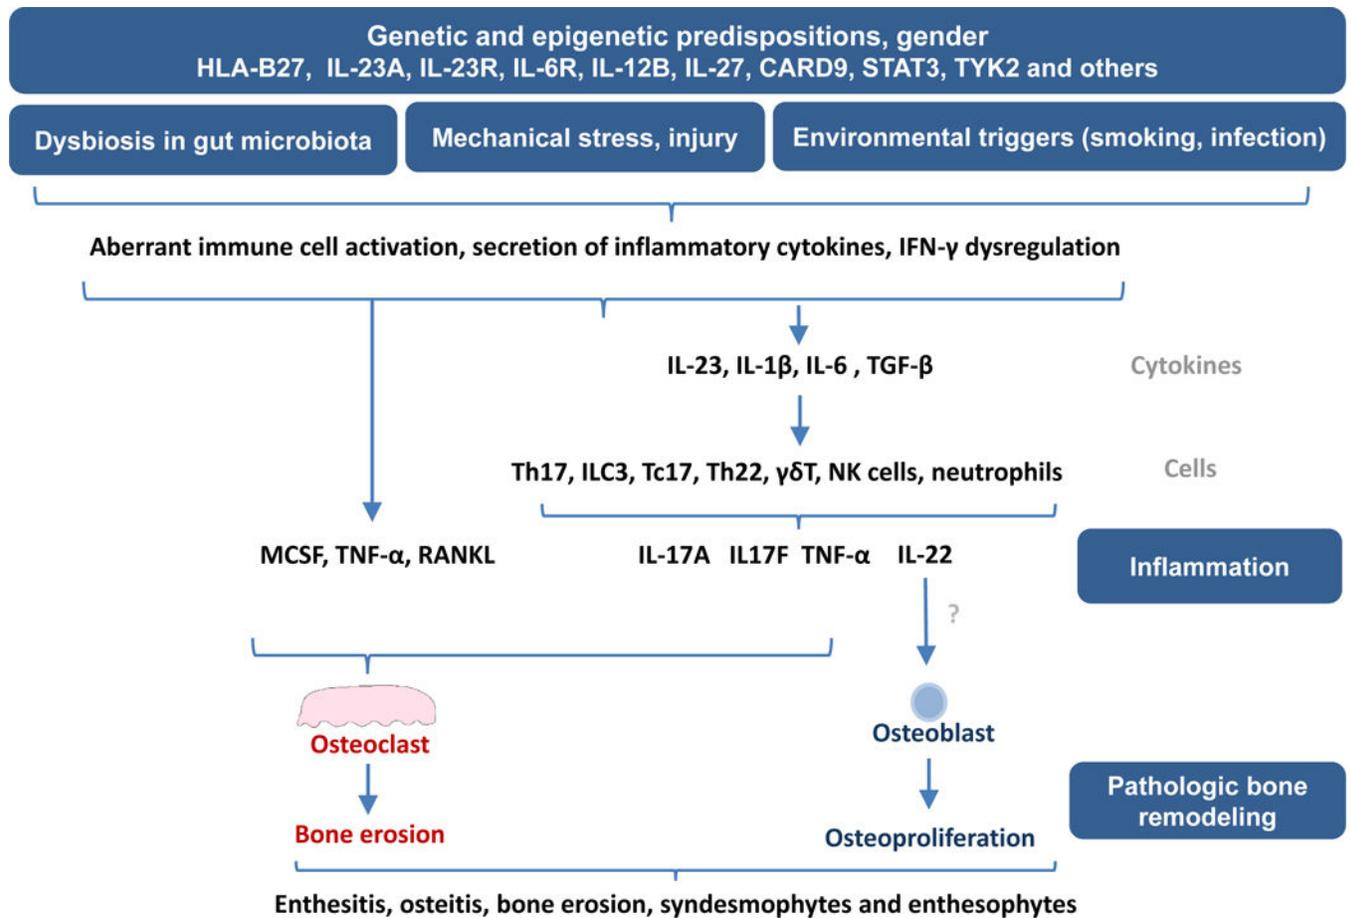 Genetic and epigenetic predispositions, gender
HLA-B27, IL-23A, IL-23R, IL-6R, IL-12B, IL-27, CARD9, STAT3, TYK2 and others
Dysbiosis in gut microbiota
Mechanical stress, injury
Environmental triggers (smoking, infection)
Aberrant immune cell activation, secretion of inflammatory cytokines, IFN-γ dysregulation
IL-23, IL-1β, IL-6 , TGF-β
Cytokines
Th17, ILC3, Tc17, Th22, γδT, NK cells, neutrophils
Cells
MCSF, TNF-α, RANKL
IL-17A IL17F TNF-α IL-22
Inflammation
?
Osteoclast
Osteoblast
Pathologic bone
remodeling
Bone erosion
Osteoproliferation
Enthesitis, osteitis, bone erosion, syndesmophytes and enthesophytes